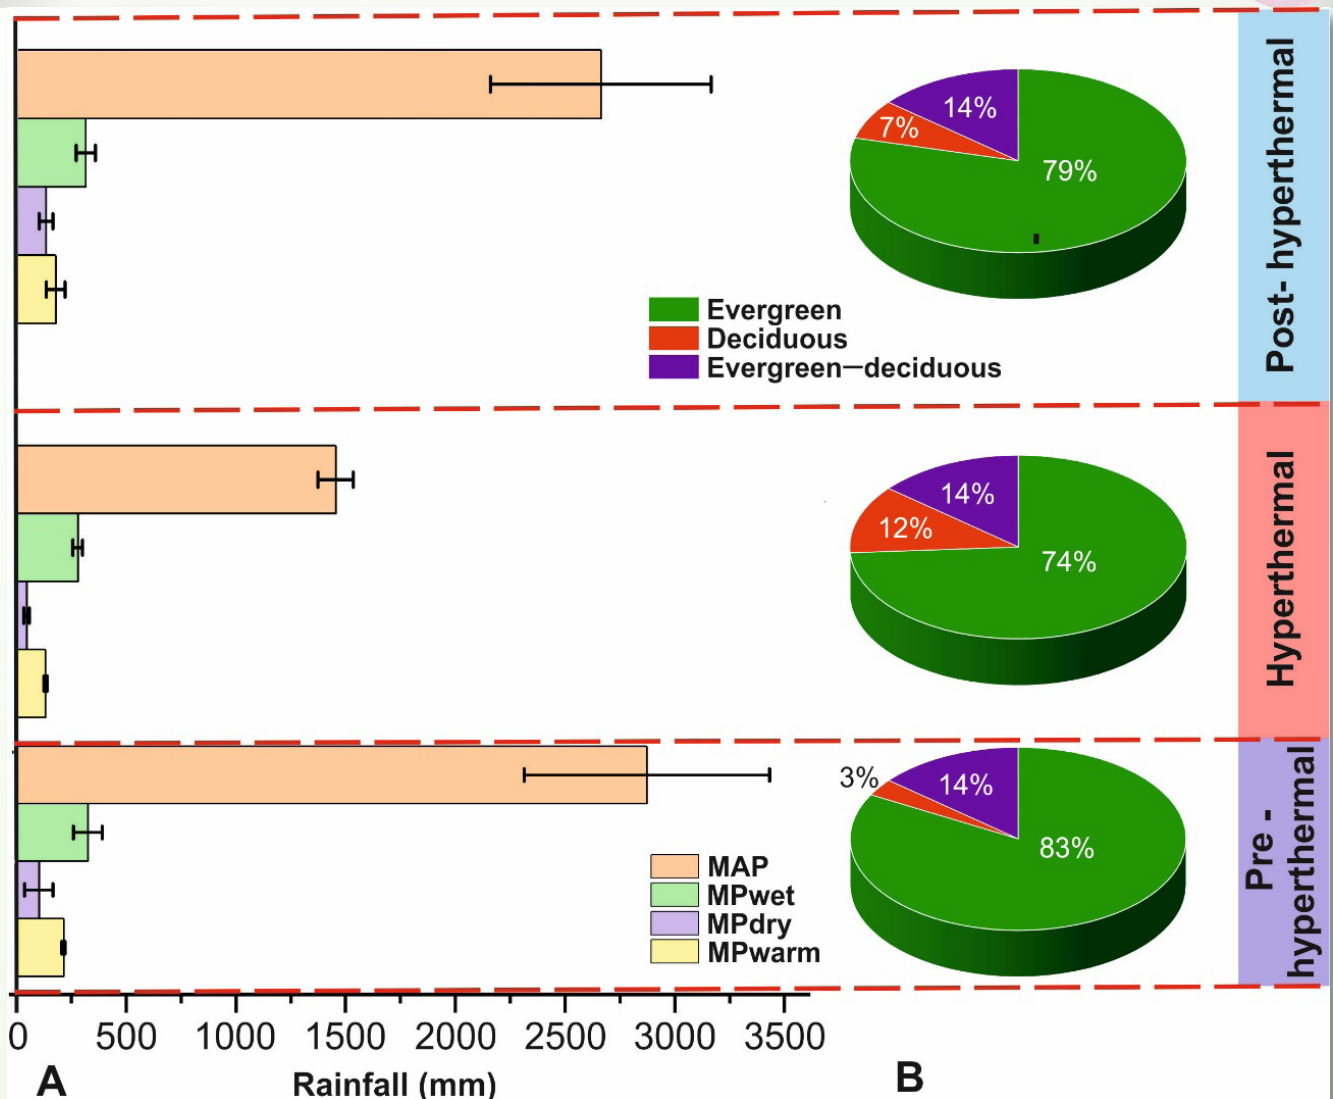 14%
7%
79%
Post- hyperthermal
Evergreen
Deciduous
Evergreen–deciduous
14%
12%
74%
Hyperthermal
3%
14%
83%
Pre -
hyperthermal
MAP
MPwet
MPdry
MPwarm
0 500 1000 1500 2000 2500 3000 3500
A Rainfall (mm) B